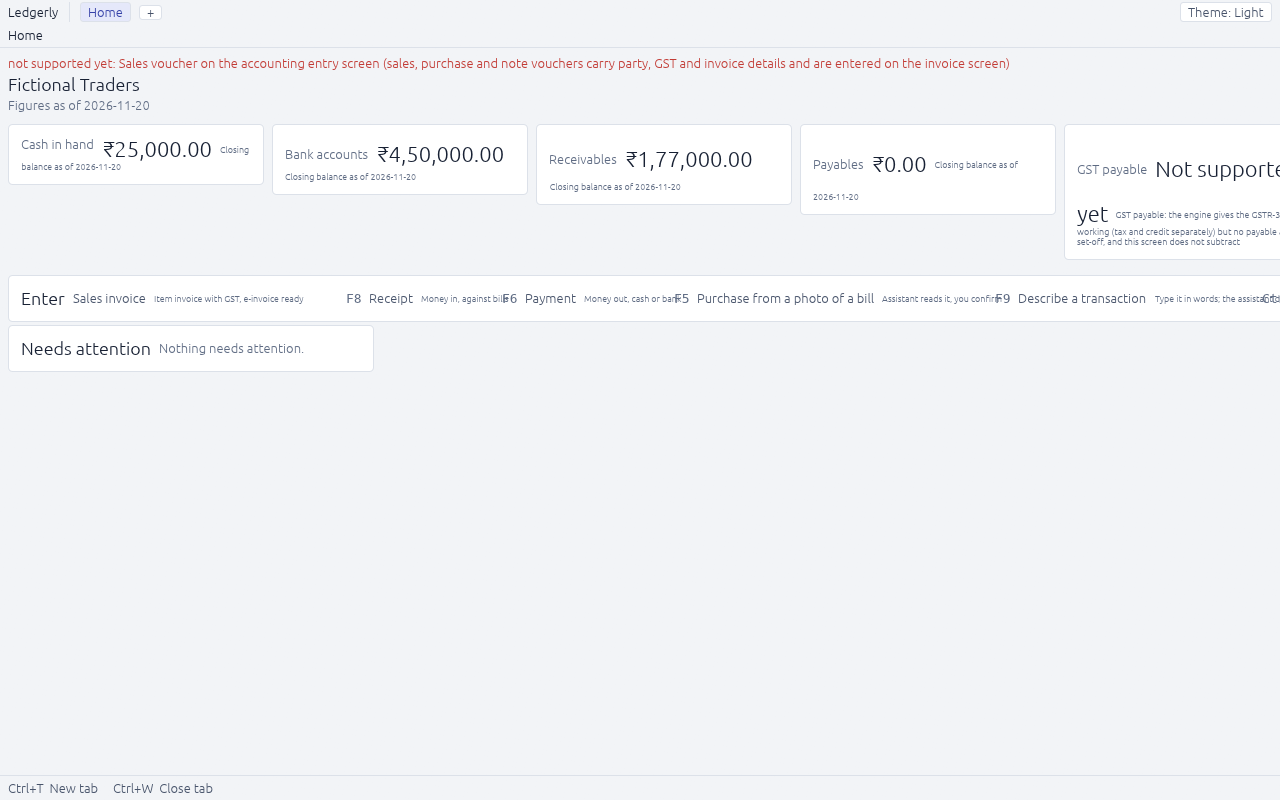 Ledgerly Home + Theme: Light
Home
not supported yet: Sales voucher on the accounting entry screen (sales, purchase and note vouchers carry party, GST and invoice details and are entered on the invoice screen)
Fictional Traders
Figures as of 2026-11-20
Cash in hand ₹25,000.00 Closing
balance as of 2026-11-20
Bank accounts ₹4,50,000.00
Closing balance as of 2026-11-20
Receivables ₹1,77,000.00
Closing balance as of 2026-11-20
Payables ₹0.00 Closing balance as of
2026-11-20
GST payable Not supporte
yet GST payable: the engine gives the GSTR-3
working (tax and credit separately) but no payable
set-off, and this screen does not subtract
Enter Sales invoice Item invoice with GST, e-invoice ready F8 Receipt Money in, against bills F6 Payment Money out, cash or bank F5 Purchase from a photo of a bill Assistant reads it, you confirm F9 Describe a transaction Type it in words; the assistant
Needs attention Nothing needs attention.
Ctrl+T New tab Ctrl+W Close tab